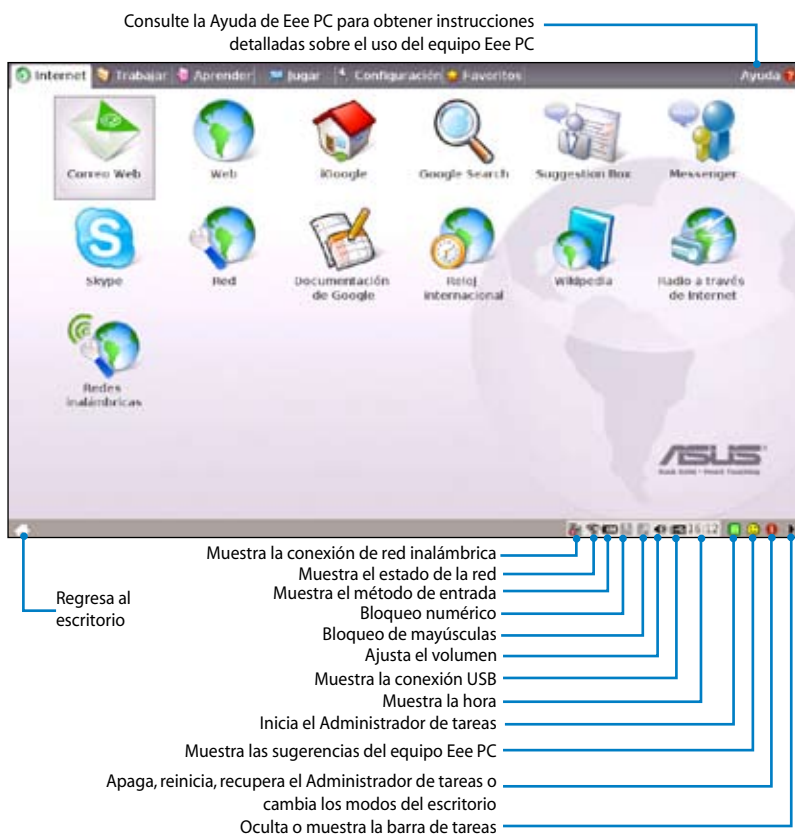 Consulte la Ayuda de Eee PC para obtener instrucciones
detalladas sobre el uso del equipo Eee PC
Internet Trabajar Aprender Jugar Configuración Favoritos Ayuda
Correo Web Web iGoogle Google Search Suggestion Box Messenger
Skype Red Documentación de Google Reloj internacional Wikipedia Radio a través de Internet
Redes
inalámbricas
ASUS
16:12
Muestra la conexión de red inalámbrica
Muestra el estado de la red
Muestra el método de entrada
Regresa al
escritorio
Bloqueo numérico
Bloqueo de mayúsculas
Ajusta el volumen
Muestra la conexión USB
Muestra la hora
Inicia el Administrador de tareas
Muestra las sugerencias del equipo Eee PC
Apaga, reinicia, recupera el Administrador de tareas o
cambia los modos del escritorio
Oculta o muestra la barra de tareas